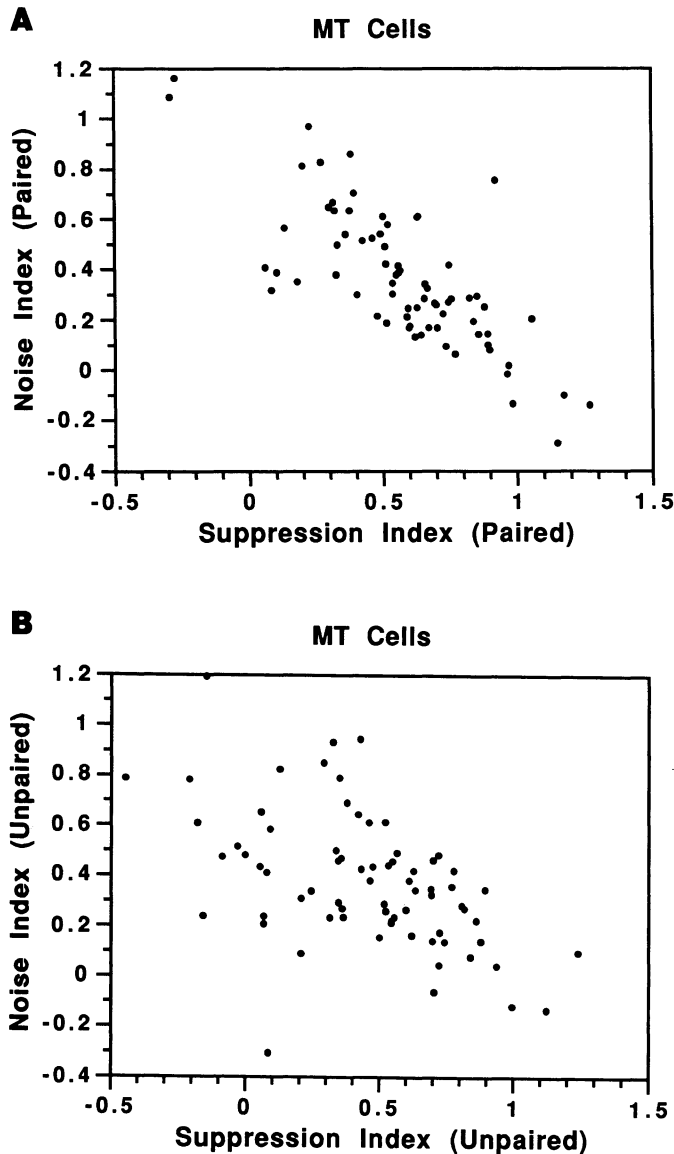 A
MT Cells
1.2
1
0.8
0.6
0.4
0.2
0
-0.2
-0.4
Noise Index (Paired)
-0.5 0 0.5 1 1.5
Suppression Index (Paired)
B
MT Cells
1.2
1
0.8
0.6
0.4
0.2
0
-0.2
-0.4
Noise Index (Unpaired)
-0.5 0 0.5 1 1.5
Suppression Index (Unpaired)